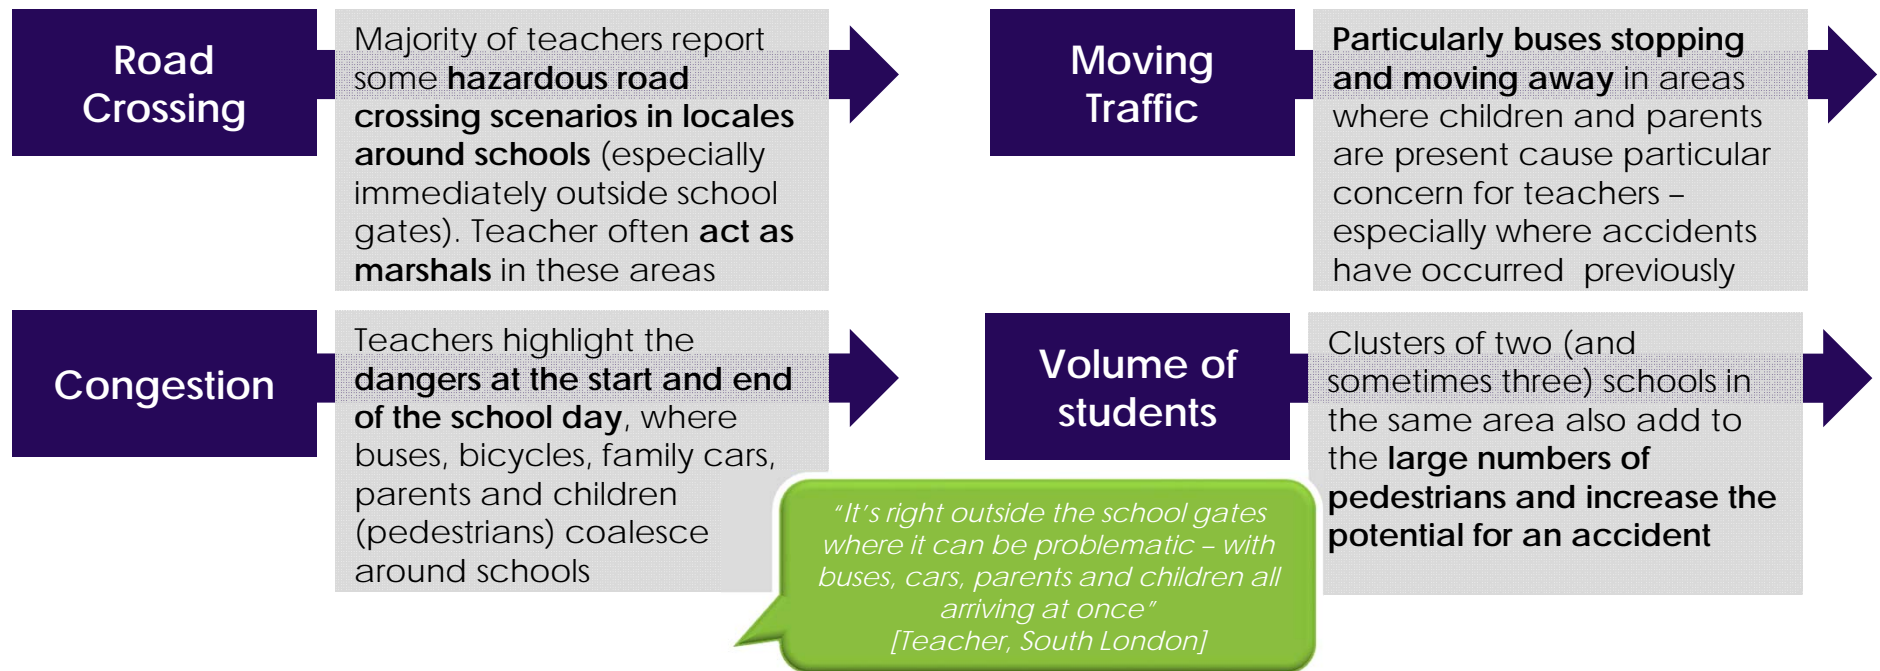 Road
Crossing
Majority of teachers report
some hazardous road
crossing scenarios in locales
around schools (especially
immediately outside school
gates). Teacher often act as
marshals in these areas
Moving
Traffic
Particularly buses stopping
and moving away in areas
where children and parents
are present cause particular
concern for teachers –
especially where accidents
have occurred previously
Congestion
Teachers highlight the
dangers at the start and end
of the school day, where
buses, bicycles, family cars,
parents and children
(pedestrians) coalesce
around schools
Volume of
students
Clusters of two (and
sometimes three) schools in
the same area also add to
the large numbers of
pedestrians and increase the
potential for an accident
“It's right outside the school gates
where it can be problematic – with
buses, cars, parents and children all
arriving at once”
[Teacher, South London]